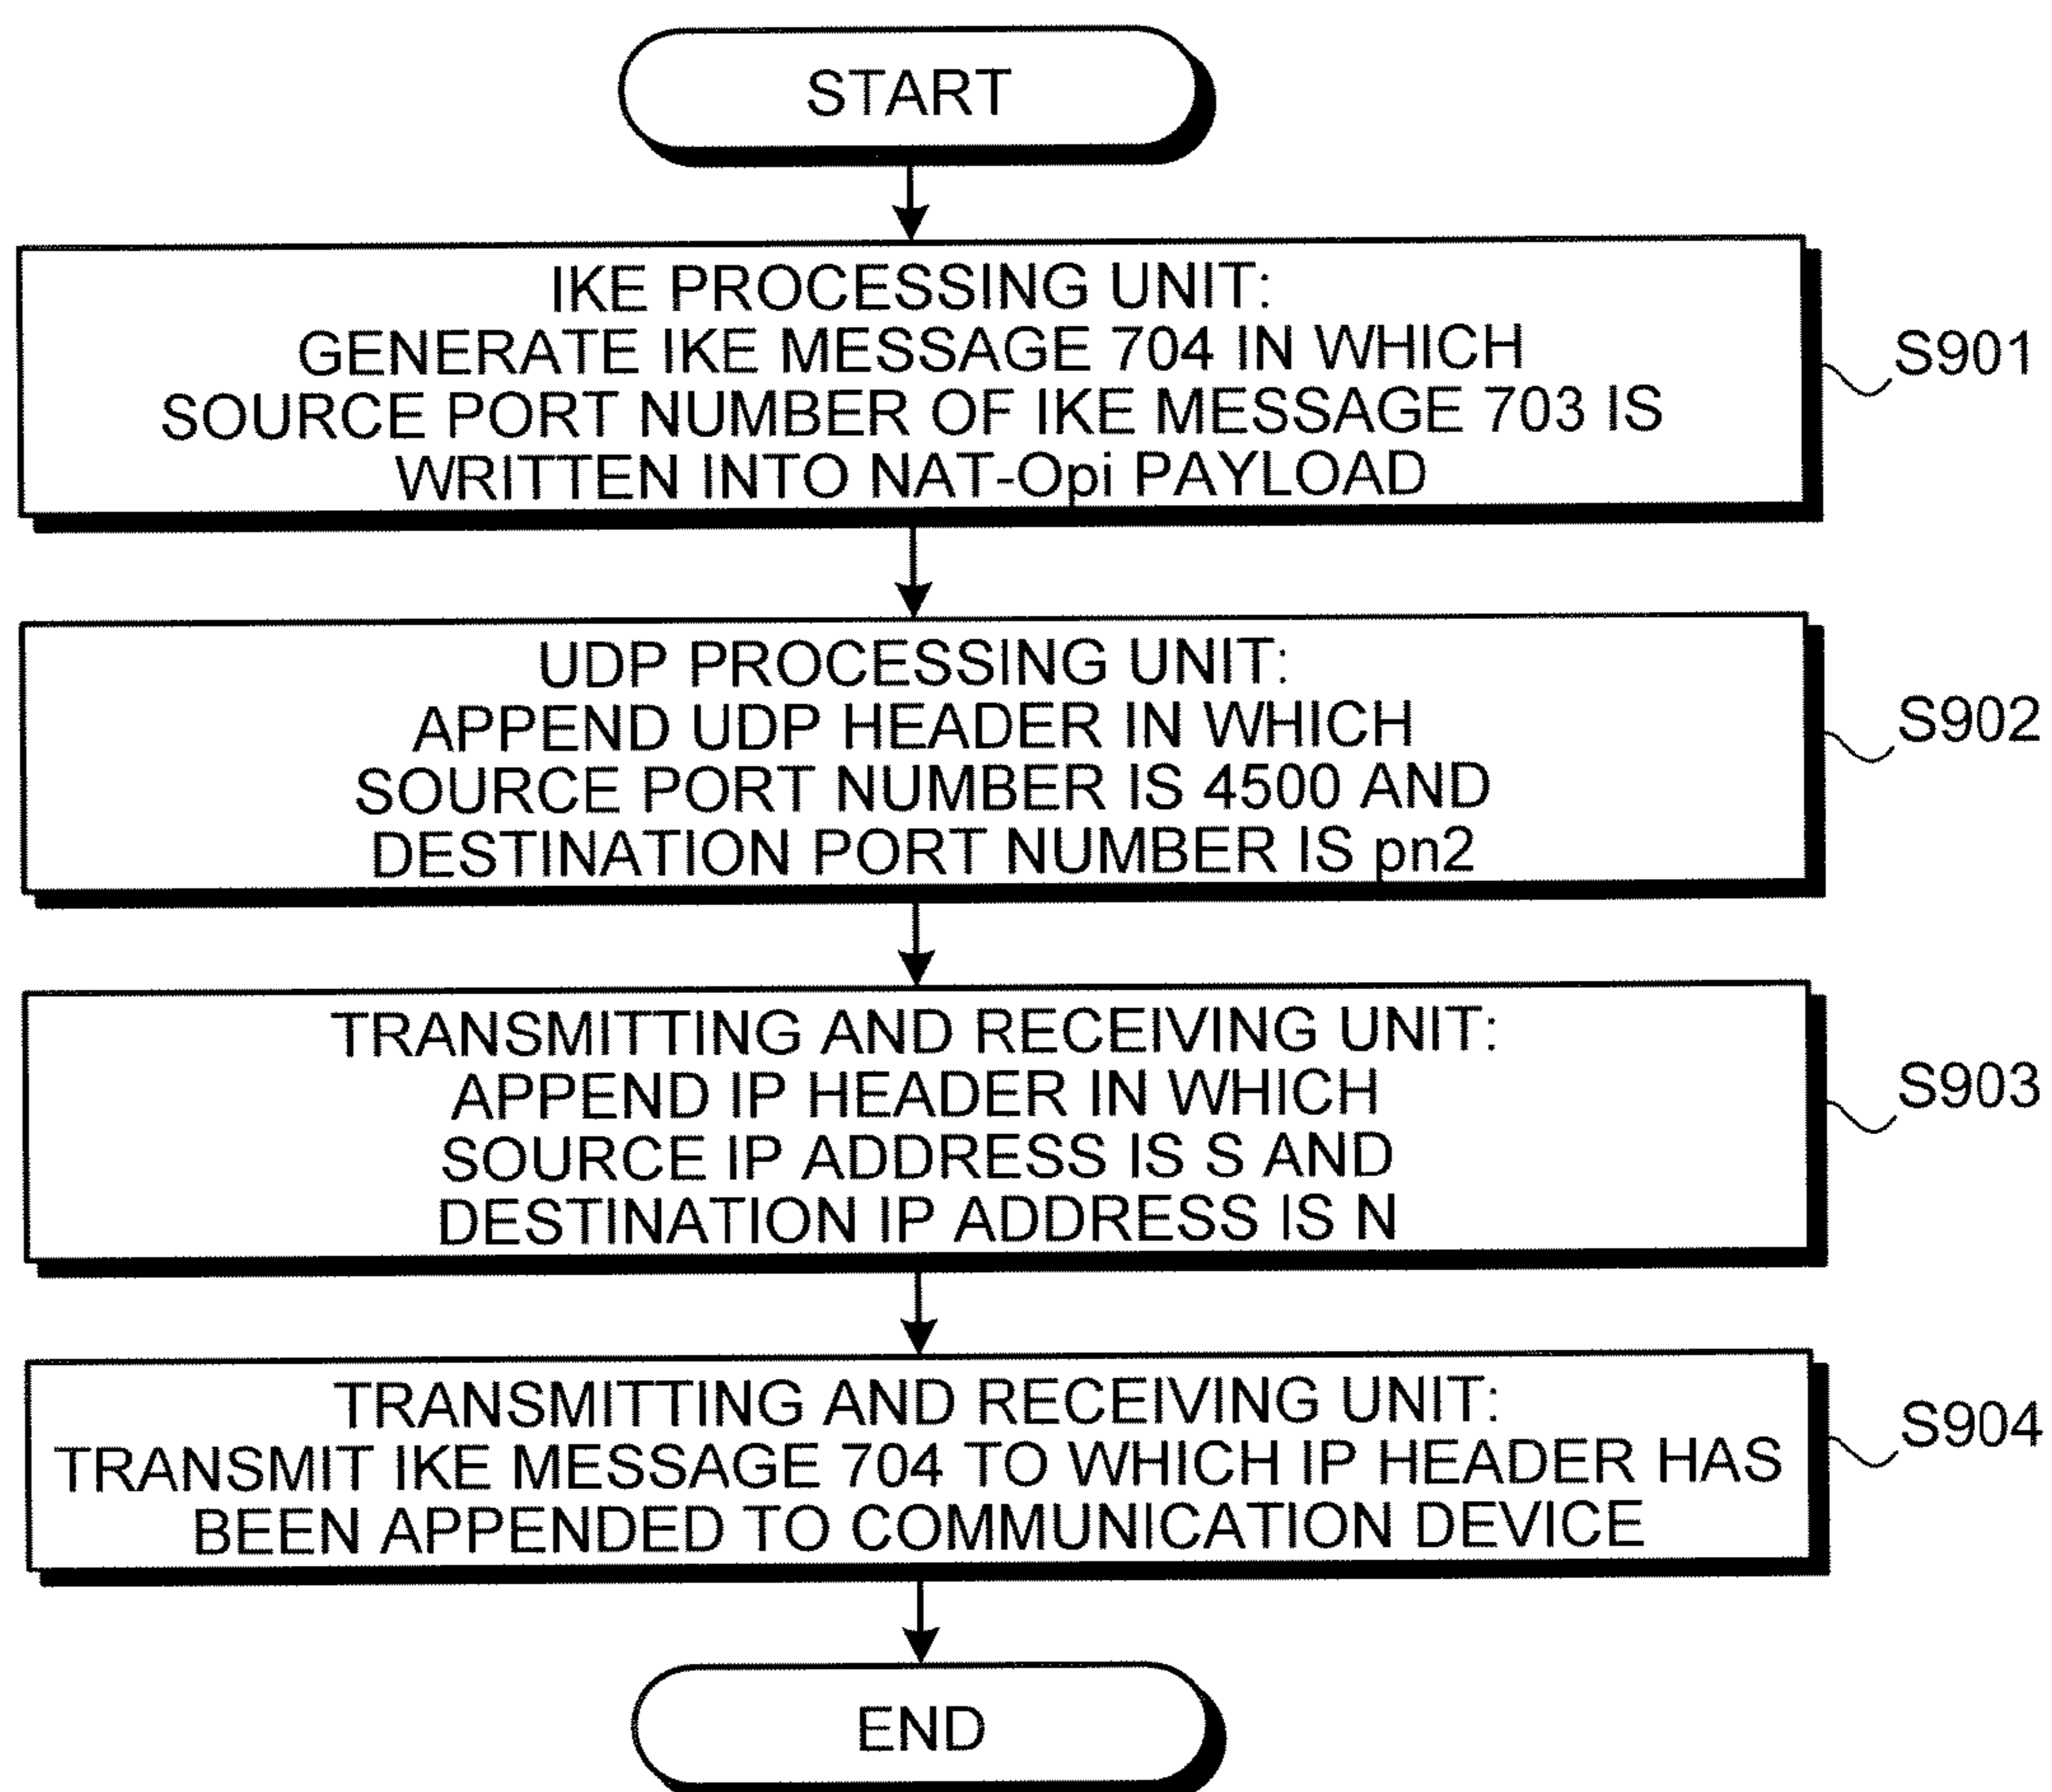 START
IKE PROCESSING UNIT:
GENERATE IKE MESSAGE 704 IN WHICH
SOURCE PORT NUMBER OF IKE MESSAGE 703 IS
WRITTEN INTO NAT-Opi PAYLOAD
S901
UDP PROCESSING UNIT:
APPEND UDP HEADER IN WHICH
SOURCE PORT NUMBER IS 4500 AND
DESTINATION PORT NUMBER IS pn2
S902
TRANSMITTING AND RECEIVING UNIT:
APPEND IP HEADER IN WHICH
SOURCE IP ADDRESS IS S AND
DESTINATION IP ADDRESS IS N
S903
TRANSMITTING AND RECEIVING UNIT:
TRANSMIT IKE MESSAGE 704 TO WHICH IP HEADER HAS
BEEN APPENDED TO COMMUNICATION DEVICE
S904
END